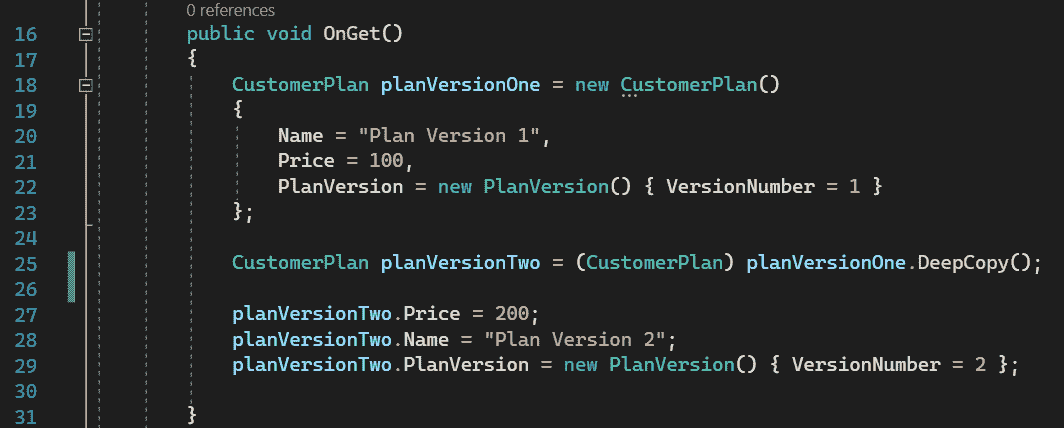 0 references
16 public void OnGet()
17 {
18 CustomerPlan planVersionOne = new CustomerPlan()
19 {
20 Name = "Plan Version 1",
21 Price = 100,
22 PlanVersion = new PlanVersion() { VersionNumber = 1 }
23 };
24
25 CustomerPlan planVersionTwo = (CustomerPlan) planVersionOne.DeepCopy();
26
27 planVersionTwo.Price = 200;
28 planVersionTwo.Name = "Plan Version 2";
29 planVersionTwo.PlanVersion = new PlanVersion() { VersionNumber = 2 };
30
31 }